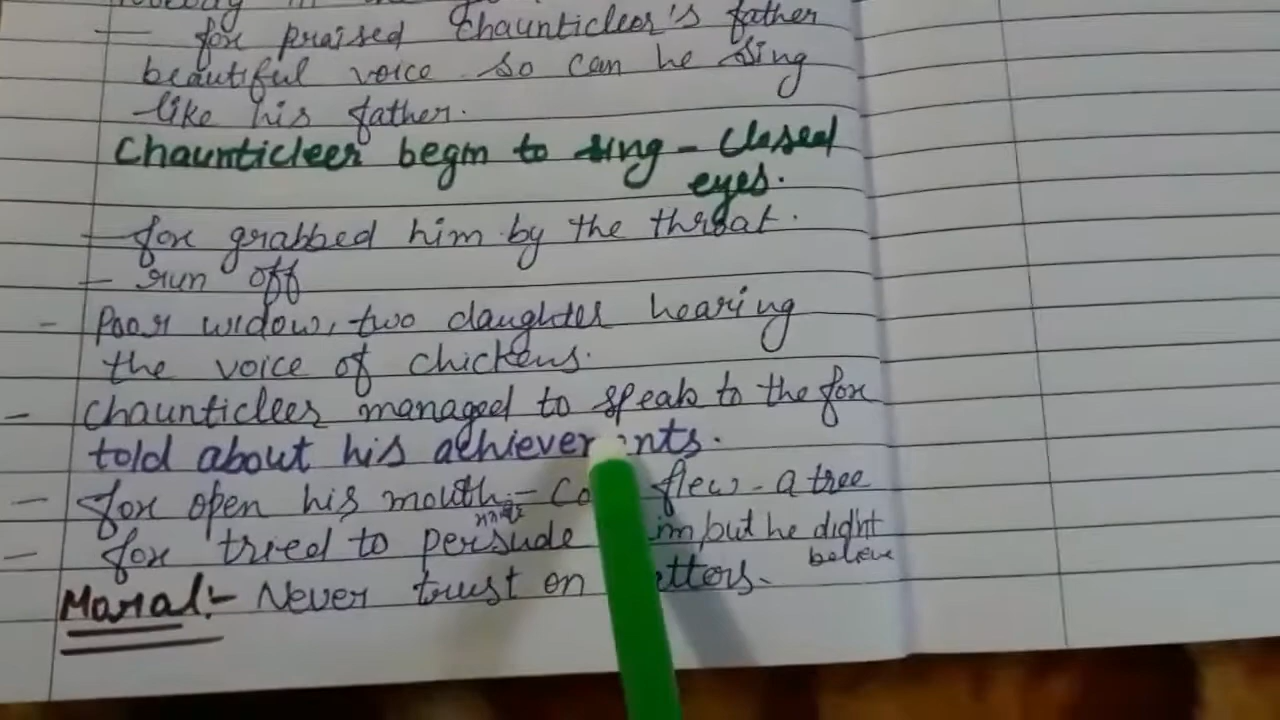 fox praised Chaunticleer's father
beautiful voice so can he sing
like his father.
Chaunticleer begin to sing - closed
eyes.
- fox grabbed him by the throat.
- run off
- Poor widow, two daughter hearing
the voice of chickens.
- Chaunticleer managed to speak to the fox
told about his achievements.
- fox open his mouth - flew - a tree
- fox tried to persude him, but he didnt
believe
Moral:- Never trust on